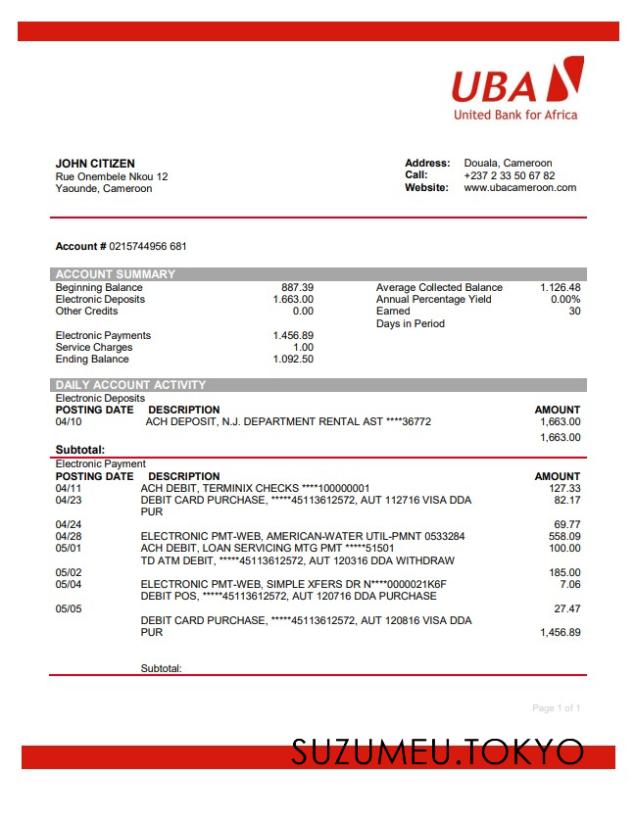 UBA
United Bank for Africa
JOHN CITIZEN
Rue Onembele Nkou 12
Yaounde, Cameroon
Address: Douala, Cameroon
Call: +237 2 33 50 67 82
Website: www.ubacameroon.com
Account # 0215744956 681
ACCOUNT SUMMARY
Beginning Balance 887.39
Electronic Deposits 1.663.00
Other Credits 0.00
Electronic Payments 1.456.89
Service Charges 1.00
Ending Balance 1.092.50
Average Collected Balance 1.126.48
Annual Percentage Yield 0.00%
Earned 30
Days in Period
DAILY ACCOUNT ACTIVITY
Electronic Deposits
POSTING DATE DESCRIPTION AMOUNT
04/10 ACH DEPOSIT, N.J. DEPARTMENT RENTAL AST ****36772 1,663.00
1,663.00
Subtotal:
Electronic Payment
POSTING DATE DESCRIPTION AMOUNT
04/11 ACH DEBIT, TERMINIX CHECKS ****100000001 127.33
04/23 DEBIT CARD PURCHASE, *****45113612572, AUT 112716 VISA DDA 82.17
PUR
04/24 69.77
04/28 ELECTRONIC PMT-WEB, AMERICAN-WATER UTIL-PMNT 0533284 558.09
05/01 ACH DEBIT, LOAN SERVICING MTG PMT *****51501 100.00
TD ATM DEBIT, *****45113612572, AUT 120316 DDA WITHDRAW
05/02 185.00
05/04 ELECTRONIC PMT-WEB, SIMPLE XFERS DR N****0000021K6F 7.06
DEBIT POS, *****45113612572, AUT 120716 DDA PURCHASE
05/05 27.47
DEBIT CARD PURCHASE, *****45113612572, AUT 120816 VISA DDA
PUR 1,456.89
Subtotal:
Page 1 of 1
SUZUMEU.TOKYO